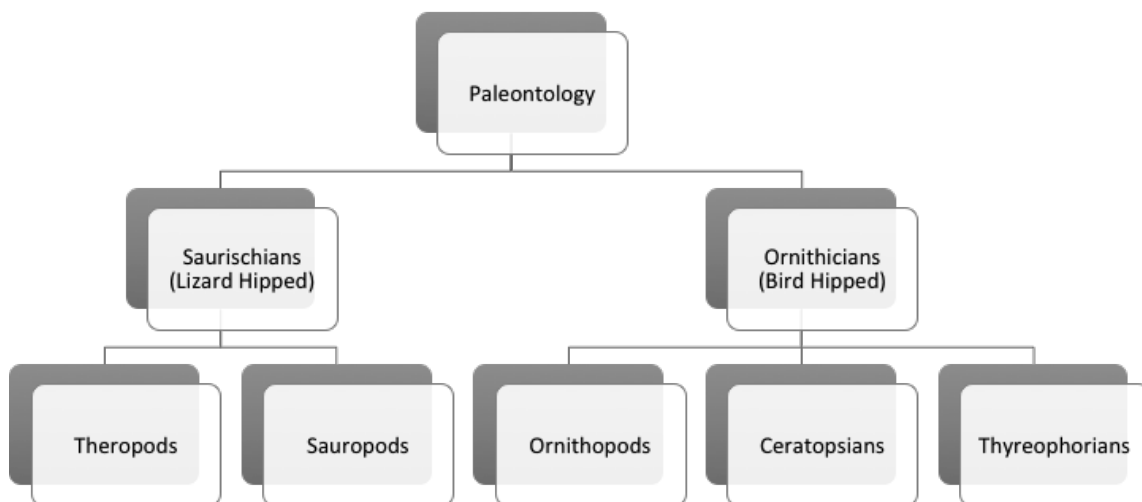 Paleontology
Saurischians
(Lizard Hipped)
Ornithicians
(Bird Hipped)
Theropods
Sauropods
Ornithopods
Ceratopsians
Thyreophorians